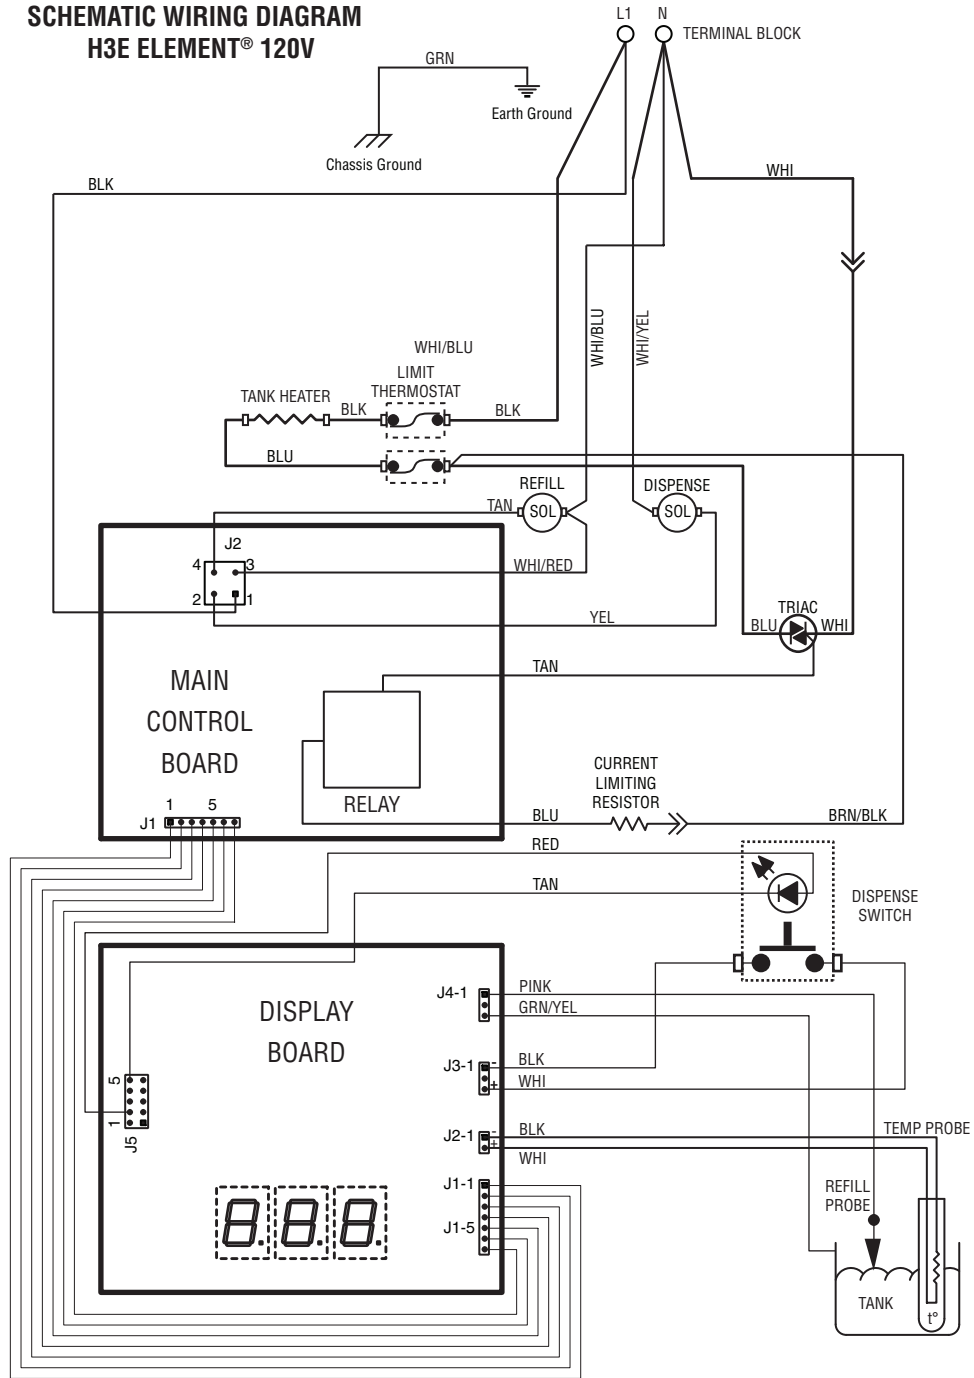 SCHEMATIC WIRING DIAGRAM
H3E ELEMENT® 120V
L1
N
TERMINAL BLOCK
GRN
Earth Ground
Chassis Ground
BLK
WHI
WHI/BLU
WHI/YEL
WHI/BLU
LIMIT
THERMOSTAT
TANK HEATER
BLK
BLK
BLU
REFILL
DISPENSE
TAN
SOL
SOL
J2
4
3
WHI/RED
2
1
YEL
TRIAC
BLU
WHI
TAN
MAIN
CONTROL
BOARD
RELAY
CURRENT
LIMITING
RESISTOR
J1
1
5
BLU
BRN/BLK
RED
TAN
DISPENSE
SWITCH
DISPLAY
BOARD
J4-1
PINK
GRN/YEL
J3-1
-
BLK
+
WHI
5
1
J5
J2-1
-
BLK
+
WHI
TEMP PROBE
J1-1
J1-5
8.8.8.
REFILL
PROBE
TANK
t°